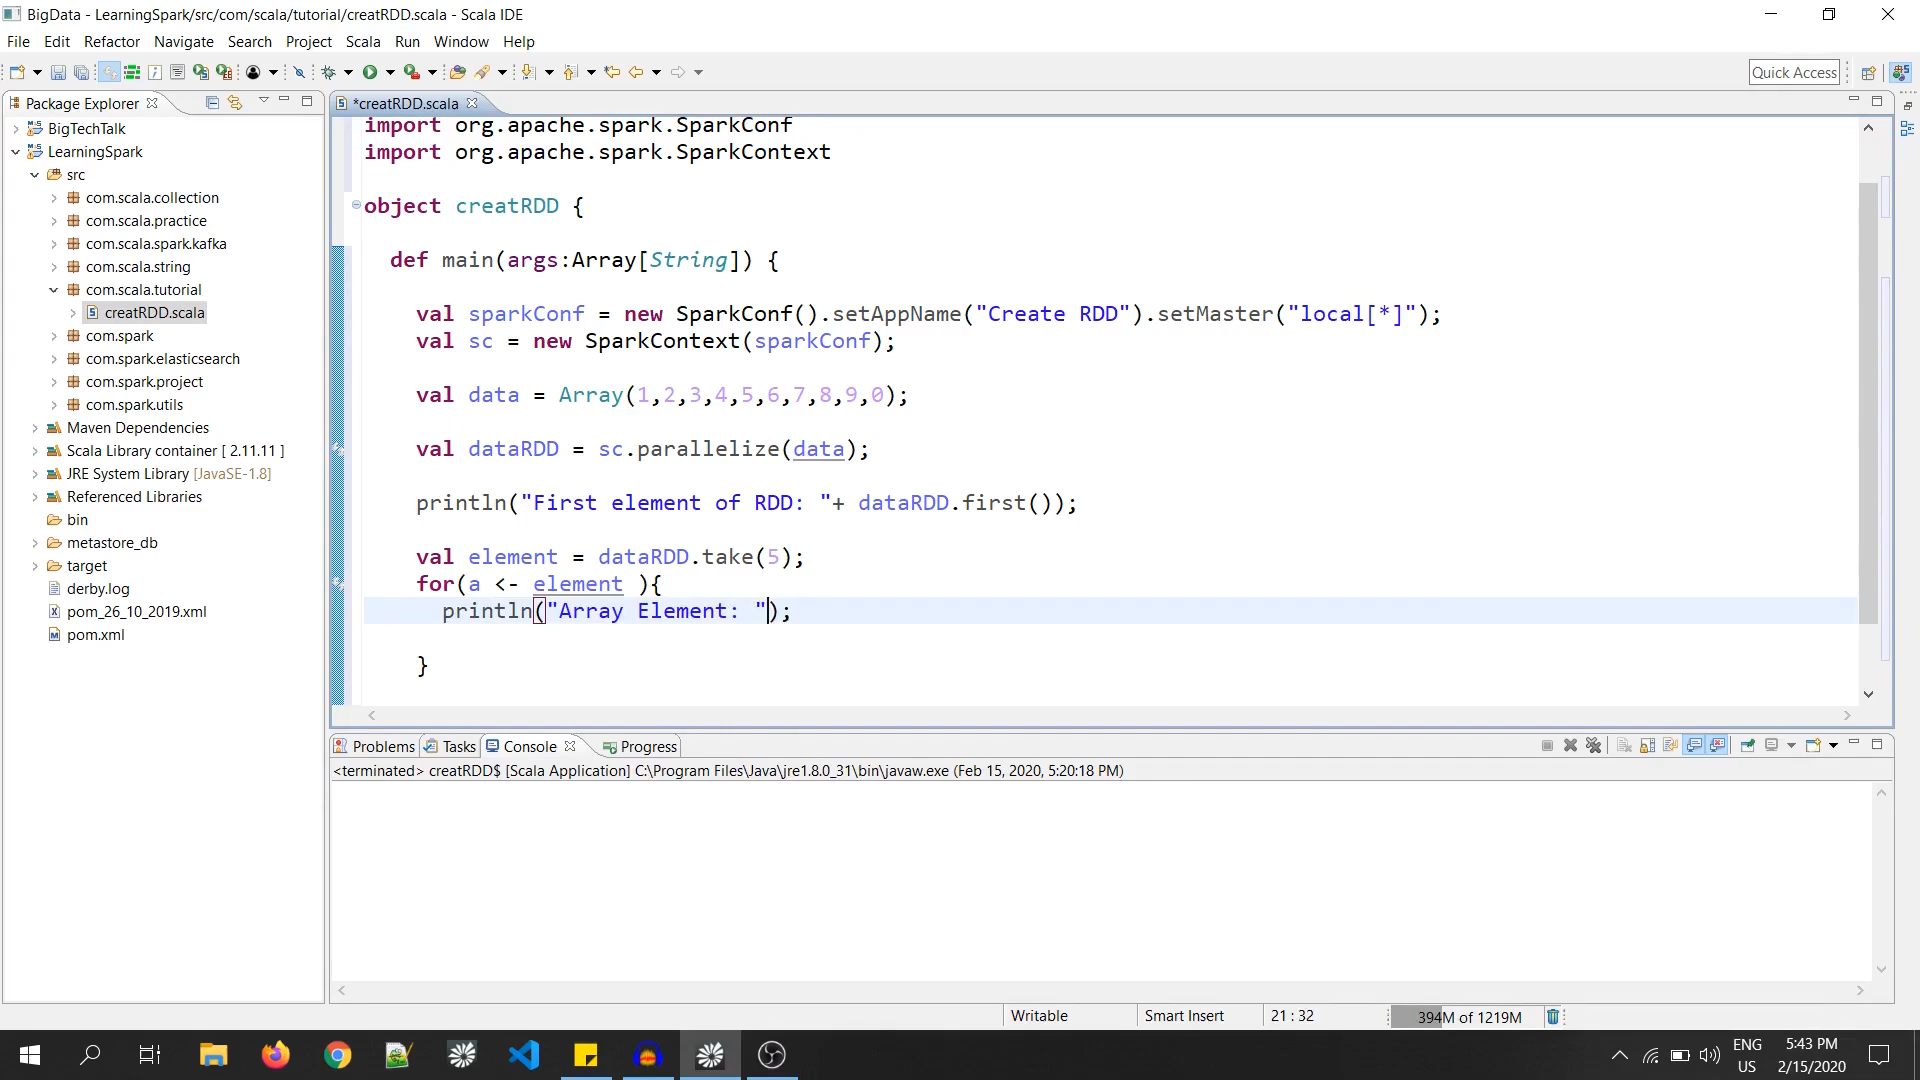 BigData - LearningSpark/src/com/scala/tutorial/creatRDD.scala - Scala IDE
File Edit Refactor Navigate Search Project Scala Run Window Help
Quick Access
Package Explorer
*creatRDD.scala
BigTechTalk
LearningSpark
src
com.scala.collection
com.scala.practice
com.scala.spark.kafka
com.scala.string
com.scala.tutorial
creatRDD.scala
com.spark
com.spark.elasticsearch
com.spark.project
com.spark.utils
Maven Dependencies
Scala Library container [ 2.11.11 ]
JRE System Library [JavaSE-1.8]
Referenced Libraries
bin
metastore_db
target
derby.log
pom_26_10_2019.xml
pom.xml
import org.apache.spark.SparkConf
import org.apache.spark.SparkContext
object creatRDD {
def main(args:Array[String]) {
val sparkConf = new SparkConf().setAppName("Create RDD").setMaster("local[*]");
val sc = new SparkContext(sparkConf);
val data = Array(1,2,3,4,5,6,7,8,9,0);
val dataRDD = sc.parallelize(data);
println("First element of RDD: "+ dataRDD.first());
val element = dataRDD.take(5);
for(a <- element ){
println("Array Element: ");
}
Problems Tasks Console Progress
<terminated> creatRDD$ [Scala Application] C:\Program Files\Java\jre1.8.0_31\bin\javaw.exe (Feb 15, 2020, 5:20:18 PM)
Writable Smart Insert 21 : 32 394M of 1219M
ENG
US
5:43 PM
2/15/2020